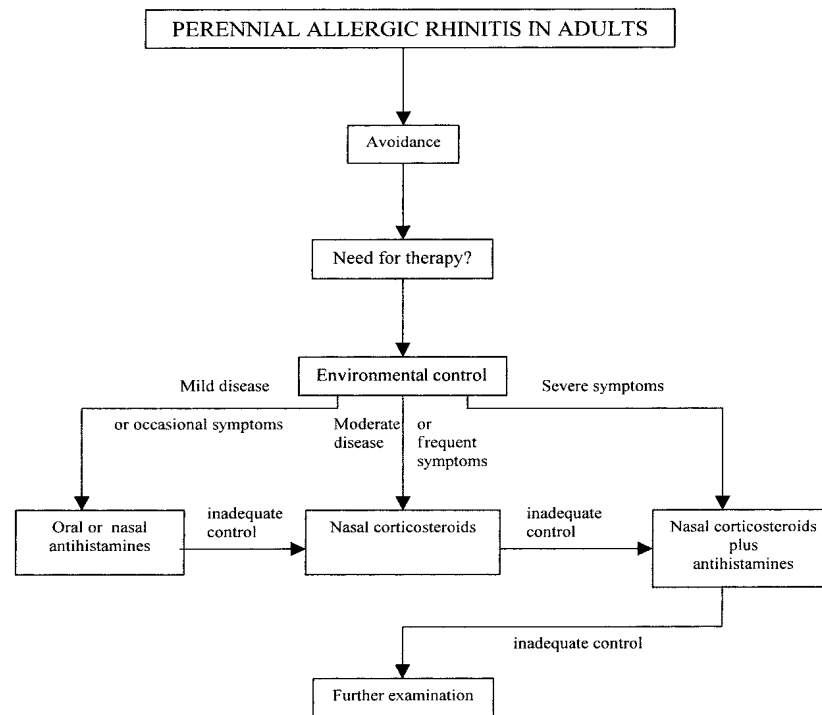 PERENNIAL ALLERGIC RHINITIS IN ADULTS
Avoidance
Need for therapy?
Environmental control
Mild disease
or occasional symptoms
Moderate
disease
or
frequent
symptoms
Severe symptoms
Oral or nasal
antihistamines
inadequate
control
Nasal corticosteroids
inadequate
control
Nasal corticosteroids
plus
antihistamines
inadequate control
Further examination